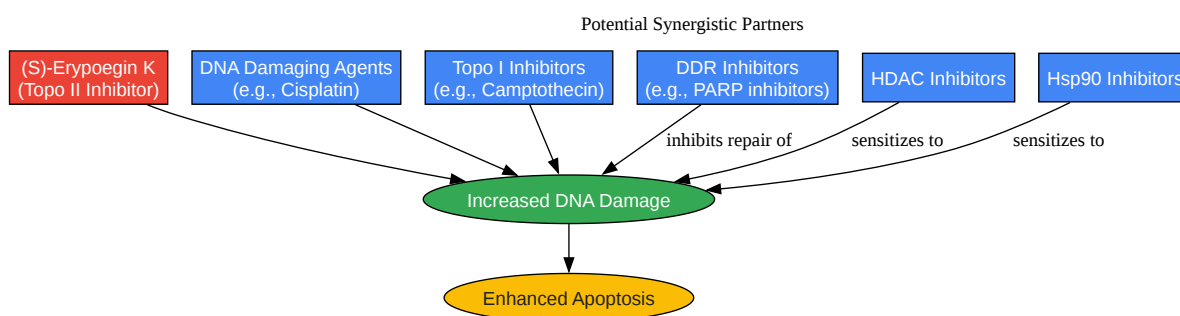 Potential Synergistic Partners
(S)-Erypoegin K
(Topo II Inhibitor)
DNA Damaging Agents
(e.g., Cisplatin)
Topo I Inhibitors
(e.g., Camptothecin)
DDR Inhibitors
(e.g., PARP inhibitors)
HDAC Inhibitors
Hsp90 Inhibitors
inhibits repair of
sensitizes to
sensitizes to
Increased DNA Damage
Enhanced Apoptosis